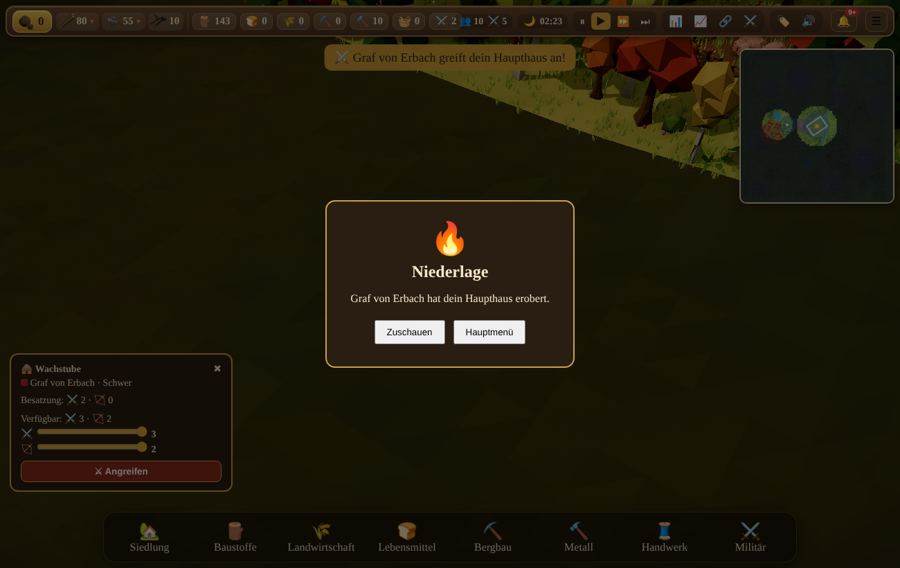 0 80 55 10 143 0 0 0 10 0 2 10 5 02:23 9+
Graf von Erbach greift dein Haupthaus an!
Niederlage
Graf von Erbach hat dein Haupthaus erobert.
Zuschauen Hauptmenü
Wachstube
Graf von Erbach · Schwer
Besatzung: 2 · 0
Verfügbar: 3 · 2
3
2
Angreifen
Siedlung Baustoffe Landwirtschaft Lebensmittel Bergbau Metall Handwerk Militär